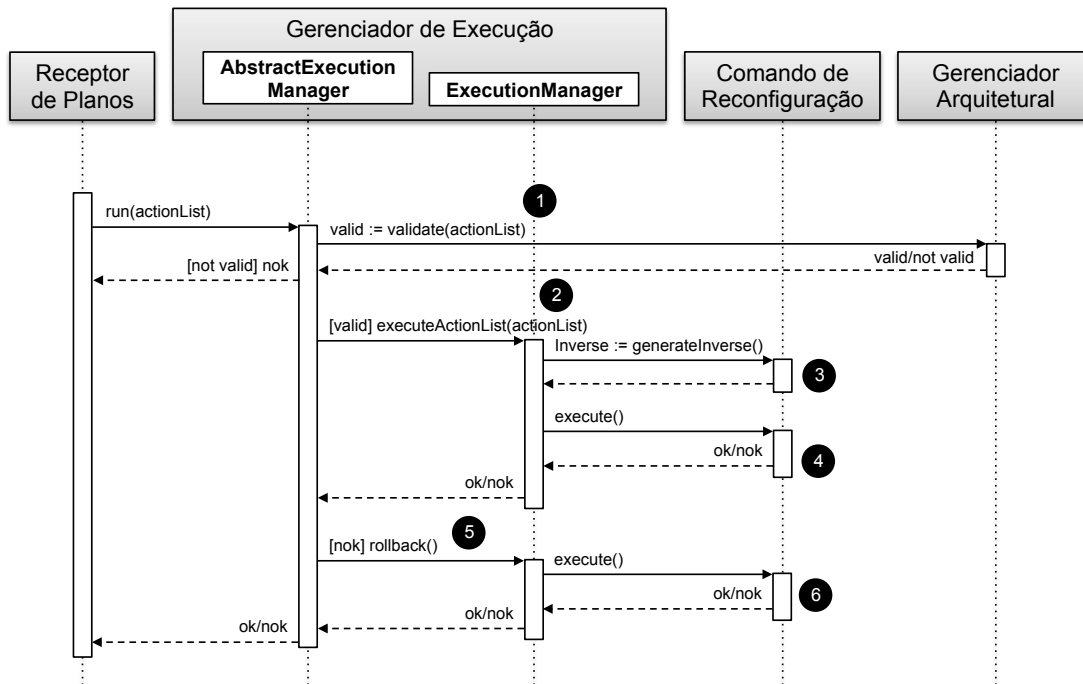 Gerenciador de Execução
Receptor
de Planos
AbstractExecution
Manager
ExecutionManager
Comando de
Reconfiguração
Gerenciador
Arquitetural
1
run(actionList)
valid := validate(actionList)
valid/not valid
[not valid] nok
2
[valid] executeActionList(actionList)
Inverse := generateInverse()
3
execute()
ok/nok
4
ok/nok
5
[nok] rollback()
execute()
ok/nok
6
ok/nok
ok/nok